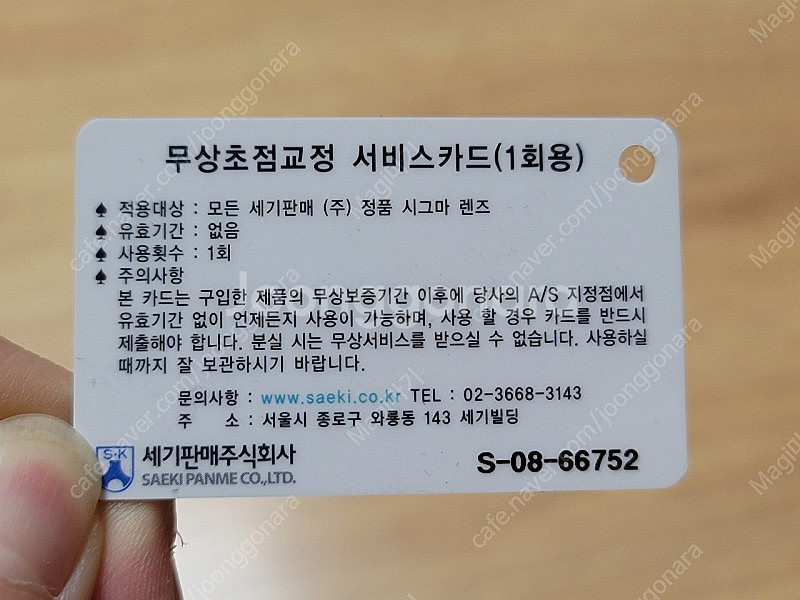 무상초점교정 서비스카드(1회용)
♠ 적용대상 : 모든 세기판매 (주) 정품 시그마 렌즈
♠ 유효기간 : 없음
♠ 사용횟수 : 1회
♠ 주의사항
본 카드는 구입한 제품의 무상보증기간 이후에 당사의 A/S 지정점에서
유효기간 없이 언제든지 사용이 가능하며, 사용 할 경우 카드를 반드시
제출해야 합니다. 분실 시는 무상서비스를 받으실 수 없습니다. 사용하실
때까지 잘 보관하시기 바랍니다.
문의사항 : www.saeki.co.kr TEL : 02-3668-3143
주 소 : 서울시 종로구 와룡동 143 세기빌딩
S·K 세기판매주식회사
SAEKI PANME CO.,LTD.
S-08-66752
Joonggonara
cafe.naver.com/joonggonara